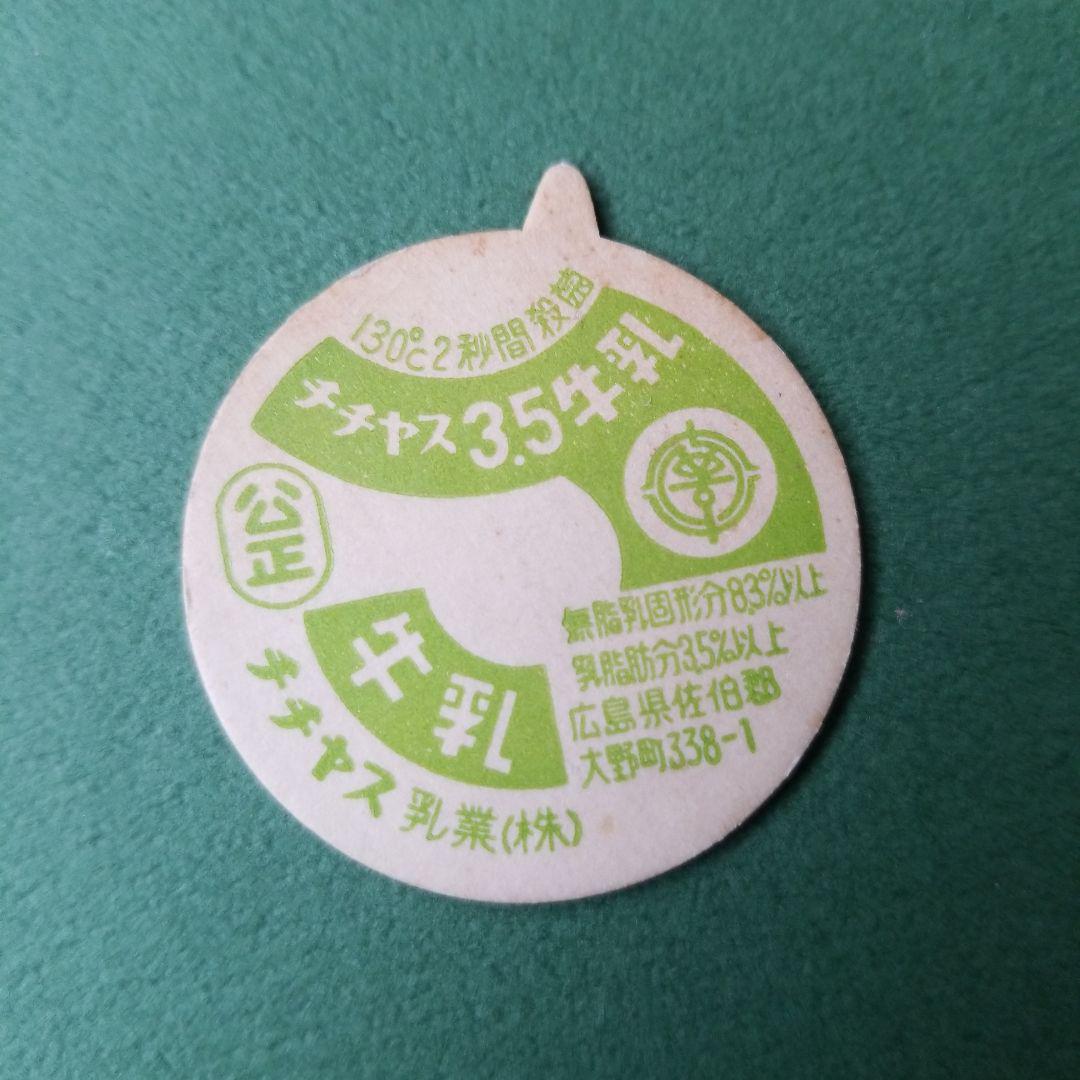 130℃2秒間殺菌
チチヤス3.5牛乳
公正
牛乳
チチヤス乳業(株)
無脂乳固形分8.3%以上
乳脂肪分3.5%以上
広島県佐伯郡
大野町338-1